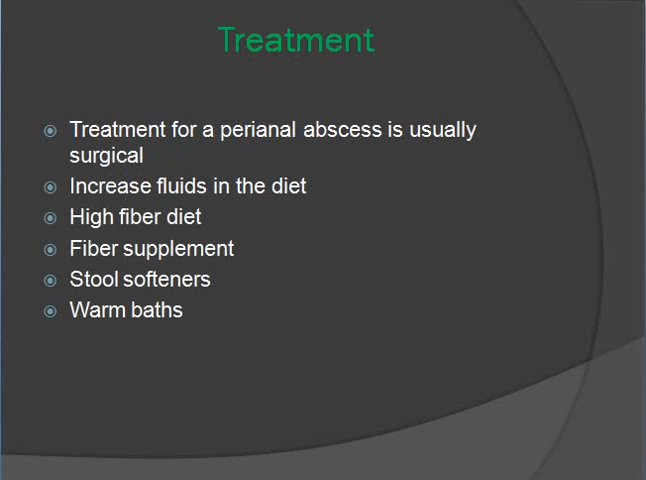 Treatment
Treatment for a perianal abscess is usually
surgical
Increase fluids in the diet
High fiber diet
Fiber supplement
Stool softeners
Warm baths